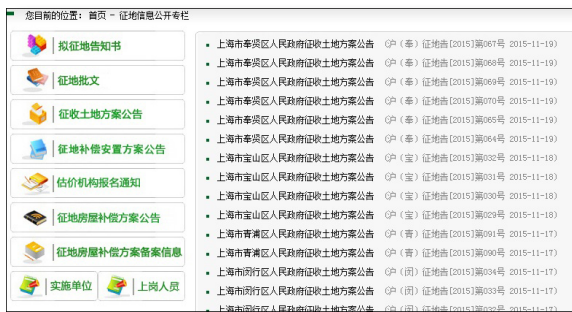 您目前的位置： 首页 - 征地信息公开专栏
拟征地告知书
征地批文
征收土地方案公告
征地补偿安置方案公告
估价机构报名通知
征地房屋补偿方案公告
征地房屋补偿方案备案信息
实施单位
上岗人员
上海市奉贤区人民政府征收土地方案公告 (沪（奉）征地告[2015]第067号 2015-11-19)
上海市奉贤区人民政府征收土地方案公告 (沪（奉）征地告[2015]第068号 2015-11-19)
上海市奉贤区人民政府征收土地方案公告 (沪（奉）征地告[2015]第069号 2015-11-19)
上海市奉贤区人民政府征收土地方案公告 (沪（奉）征地告[2015]第070号 2015-11-19)
上海市奉贤区人民政府征收土地方案公告 (沪（奉）征地告[2015]第065号 2015-11-19)
上海市奉贤区人民政府征收土地方案公告 (沪（奉）征地告[2015]第064号 2015-11-19)
上海市宝山区人民政府征收土地方案公告 (沪（宝）征地告[2015]第032号 2015-11-18)
上海市宝山区人民政府征收土地方案公告 (沪（宝）征地告[2015]第031号 2015-11-18)
上海市宝山区人民政府征收土地方案公告 (沪（宝）征地告[2015]第030号 2015-11-18)
上海市宝山区人民政府征收土地方案公告 (沪（宝）征地告[2015]第029号 2015-11-18)
上海市青浦区人民政府征收土地方案公告 (沪（青）征地告[2015]第091号 2015-11-17)
上海市青浦区人民政府征收土地方案公告 (沪（青）征地告[2015]第090号 2015-11-17)
上海市闵行区人民政府征收土地方案公告 (沪（闵）征地告[2015]第034号 2015-11-17)
上海市闵行区人民政府征收土地方案公告 (沪（闵）征地告[2015]第033号 2015-11-17)
上海市闵行区人民政府征收土地方案公告 (沪（闵）征地告[2015]第032号 2015-11-17)